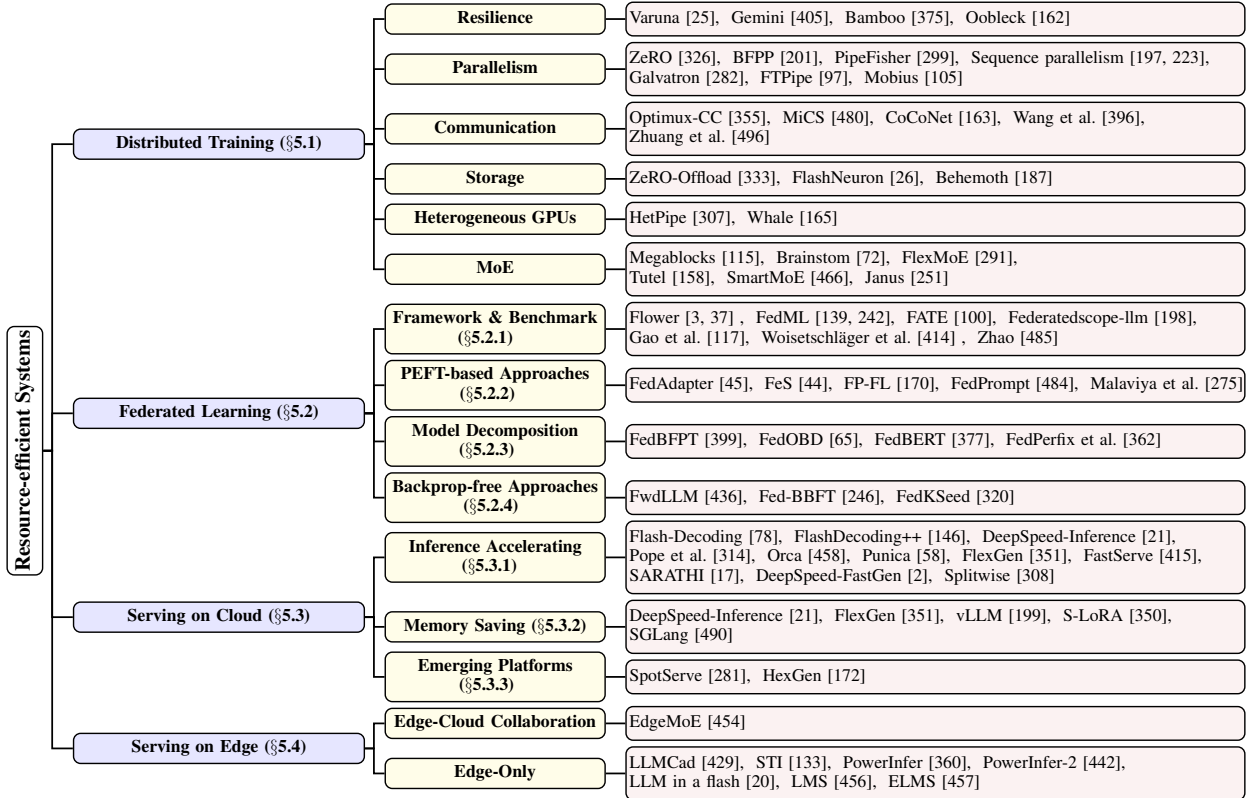 Resource-efficient Systems
Distributed Training (§5.1)
Resilience
Varuna [25], Gemini [405], Bamboo [375], Oobleck [162]
Parallelism
ZeRO [326], BFPP [201], PipeFisher [299], Sequence parallelism [197, 223],
Galvatron [282], FTPipe [97], Mobius [105]
Communication
Optimux-CC [355], MiCS [480], CoCoNet [163], Wang et al. [396],
Zhuang et al. [496]
Storage
ZeRO-Offload [333], FlashNeuron [26], Behemoth [187]
Heterogeneous GPUs
HetPipe [307], Whale [165]
MoE
Megablocks [115], Brainstom [72], FlexMoE [291],
Tutel [158], SmartMoE [466], Janus [251]
Federated Learning (§5.2)
Framework & Benchmark
(§5.2.1)
Flower [3, 37] , FedML [139, 242], FATE [100], Federatedscope-llm [198],
Gao et al. [117], Woisetschläger et al. [414] , Zhao [485]
PEFT-based Approaches
(§5.2.2)
FedAdapter [45], FeS [44], FP-FL [170], FedPrompt [484], Malaviya et al. [275]
Model Decomposition
(§5.2.3)
FedBFPT [399], FedOBD [65], FedBERT [377], FedPerfix et al. [362]
Backprop-free Approaches
(§5.2.4)
FwdLLM [436], Fed-BBFT [246], FedKSeed [320]
Serving on Cloud (§5.3)
Inference Accelerating
(§5.3.1)
Flash-Decoding [78], FlashDecoding++ [146], DeepSpeed-Inference [21],
Pope et al. [314], Orca [458], Punica [58], FlexGen [351], FastServe [415],
SARATHI [17], DeepSpeed-FastGen [2], Splitwise [308]
Memory Saving (§5.3.2)
DeepSpeed-Inference [21], FlexGen [351], vLLM [199], S-LoRA [350],
SGLang [490]
Emerging Platforms
(§5.3.3)
SpotServe [281], HexGen [172]
Serving on Edge (§5.4)
Edge-Cloud Collaboration
EdgeMoE [454]
Edge-Only
LLMCad [429], STI [133], PowerInfer [360], PowerInfer-2 [442],
LLM in a flash [20], LMS [456], ELMS [457]